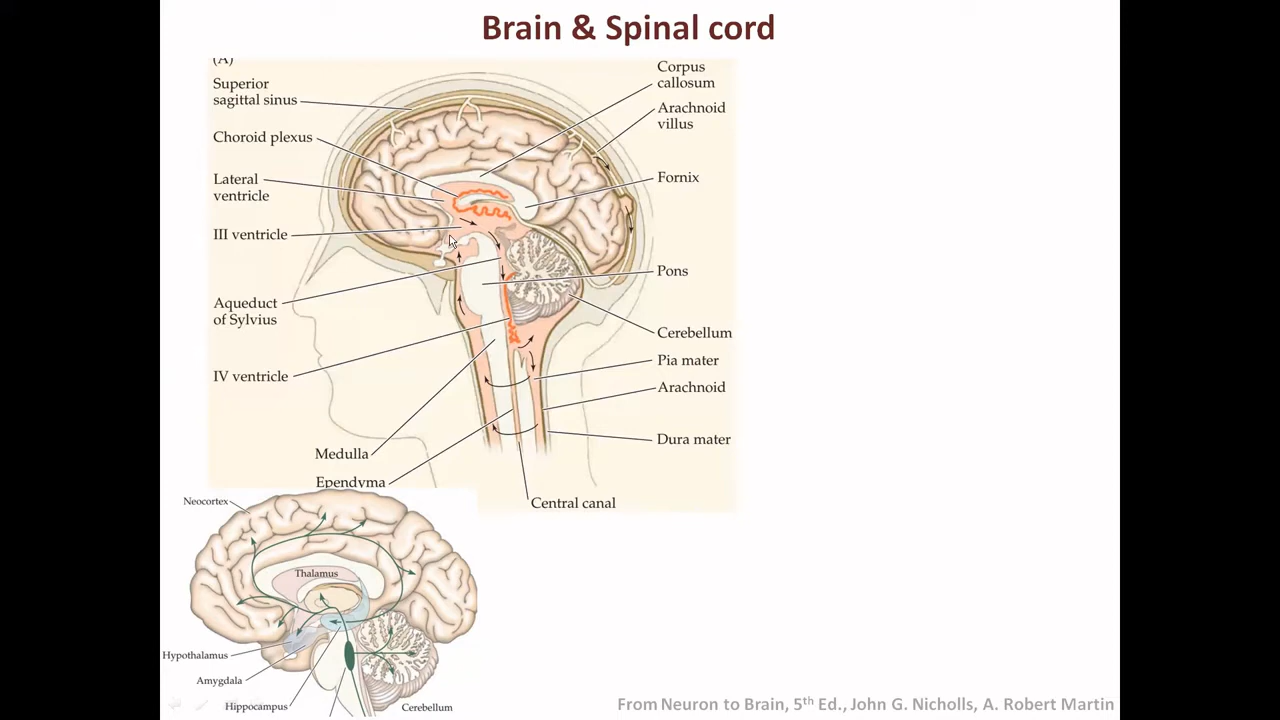 Brain & Spinal cord
(A)
Superior
sagittal sinus
Choroid plexus
Lateral
ventricle
III ventricle
Aqueduct
of Sylvius
IV ventricle
Medulla
Ependyma
Central canal
Corpus
callosum
Arachnoid
villus
Fornix
Pons
Cerebellum
Pia mater
Arachnoid
Dura mater
Neocortex
Thalamus
Hypothalamus
Amygdala
Hippocampus
Cerebellum
From Neuron to Brain, 5th Ed., John G. Nicholls, A. Robert Martin